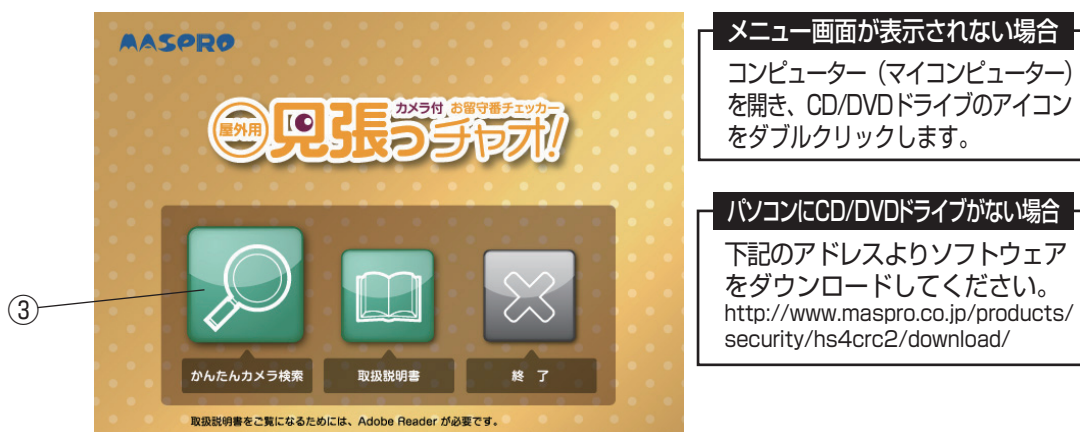 MASPRO
屋外用
カメラ付 お留守番チェッカー
見張っチャオ!
③
かんたんカメラ検索
取扱説明書
終 了
取扱説明書をご覧になるためには、Adobe Reader が必要です。
メニュー画面が表示されない場合
コンピューター（マイコンピューター）
を開き、CD/DVDドライブのアイコン
をダブルクリックします。
パソコンにCD/DVDドライブがない場合
下記のアドレスよりソフトウェア
をダウンロードしてください。
http://www.maspro.co.jp/products/
security/hs4crc2/download/